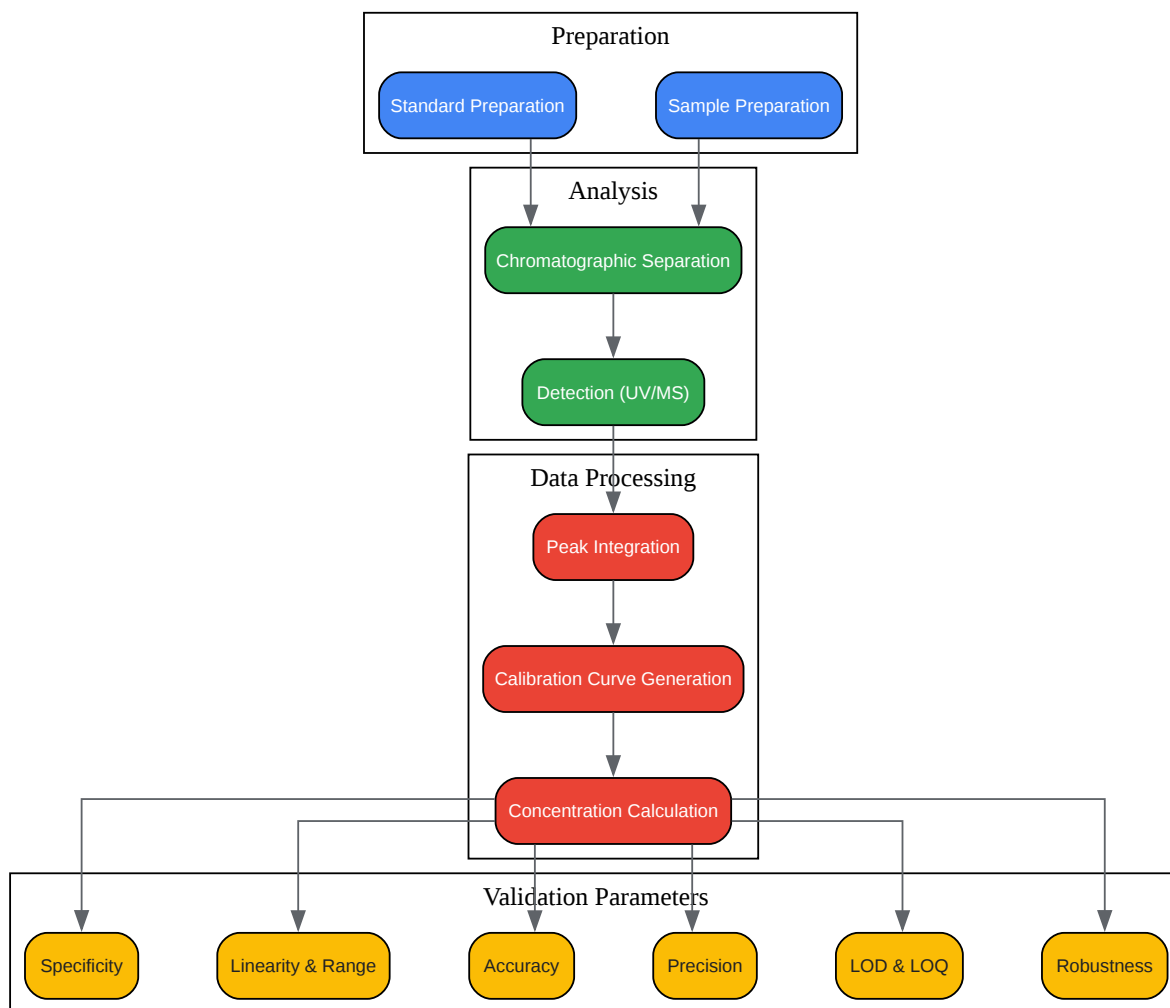 Preparation
Standard Preparation
Sample Preparation
Analysis
Chromatographic Separation
Detection (UV/MS)
Data Processing
Peak Integration
Calibration Curve Generation
Concentration Calculation
Validation Parameters
Specificity
Linearity & Range
Accuracy
Precision
LOD & LOQ
Robustness